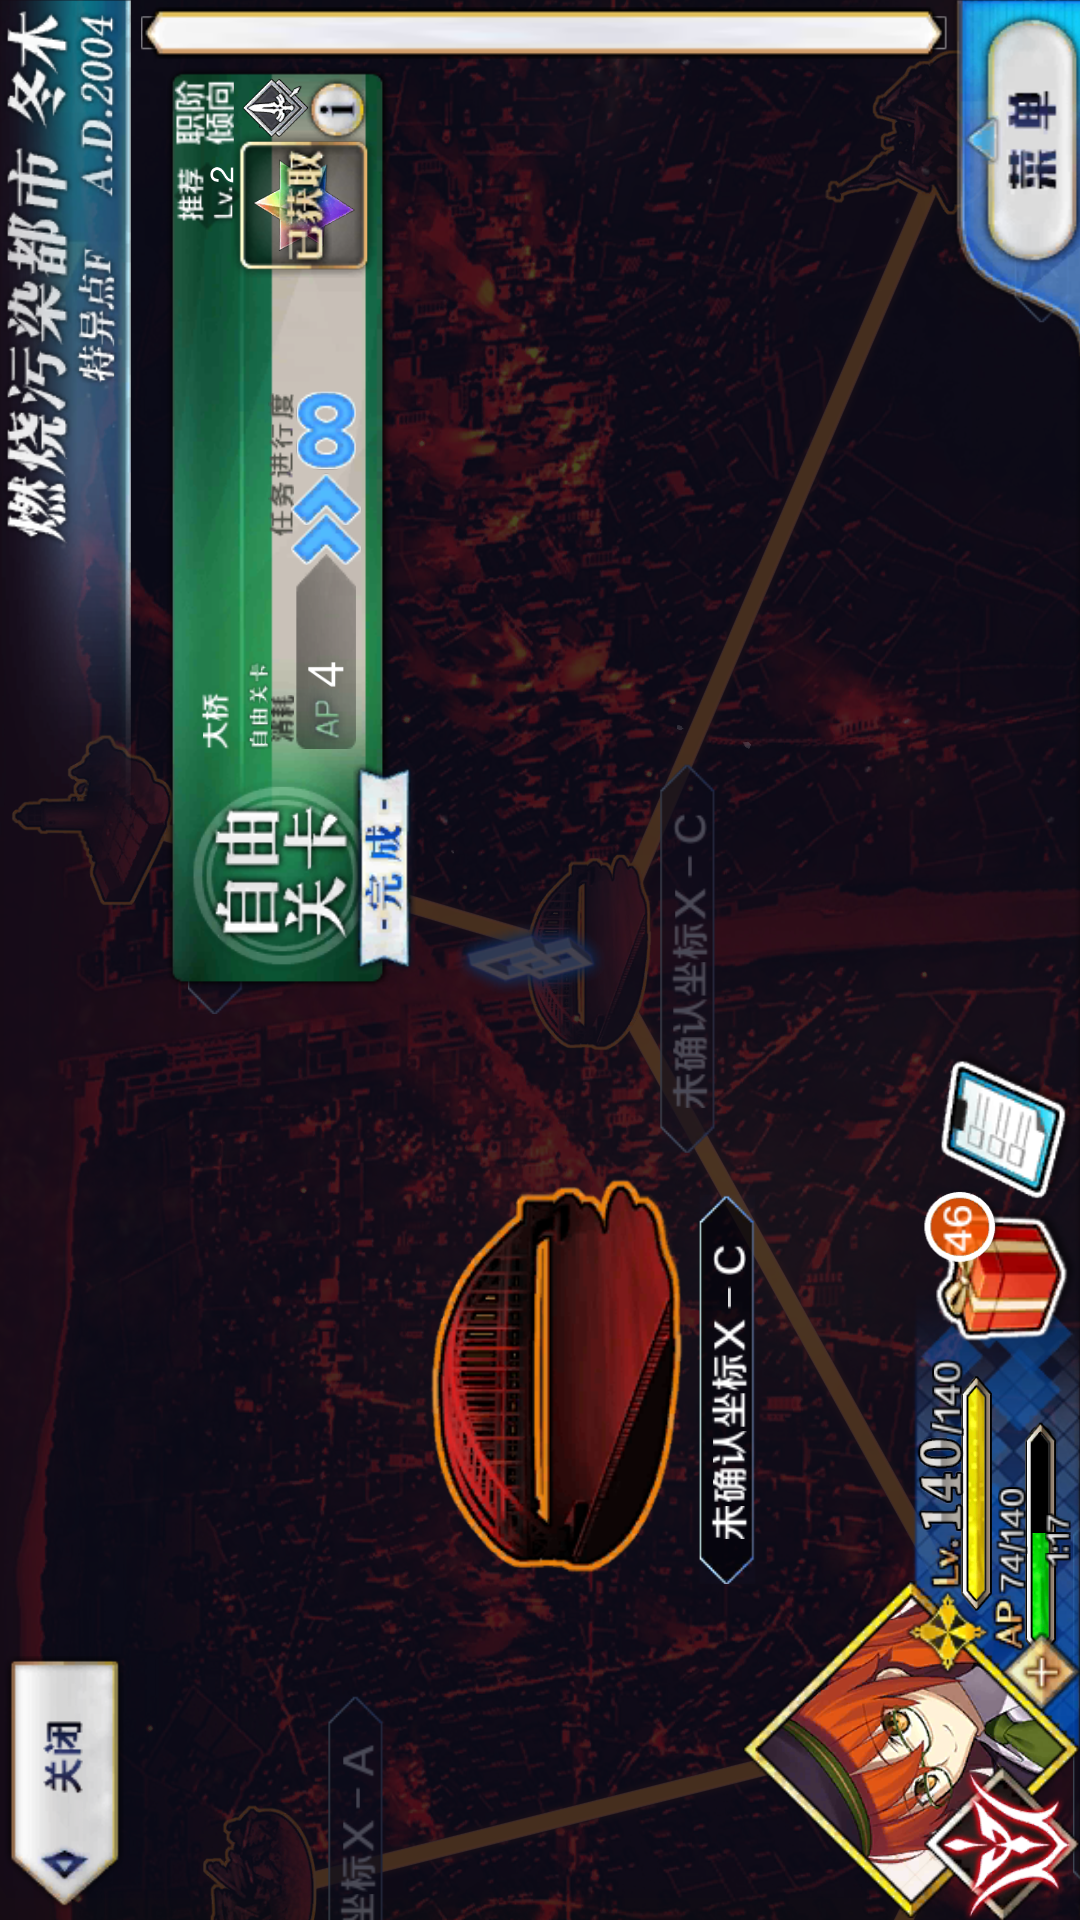 关闭
燃烧污染都市 冬木
特异点F A.D.2004
自由
关卡
大桥
自由关卡
消耗
AP 4
任务进行度
推荐
Lv.2
职阶
倾向
i
已获取
-完成-
未确认坐标X－C
未确认坐标X－C
坐标X－A
Lv. 140/140
AP 74/140
1:17
46
菜单